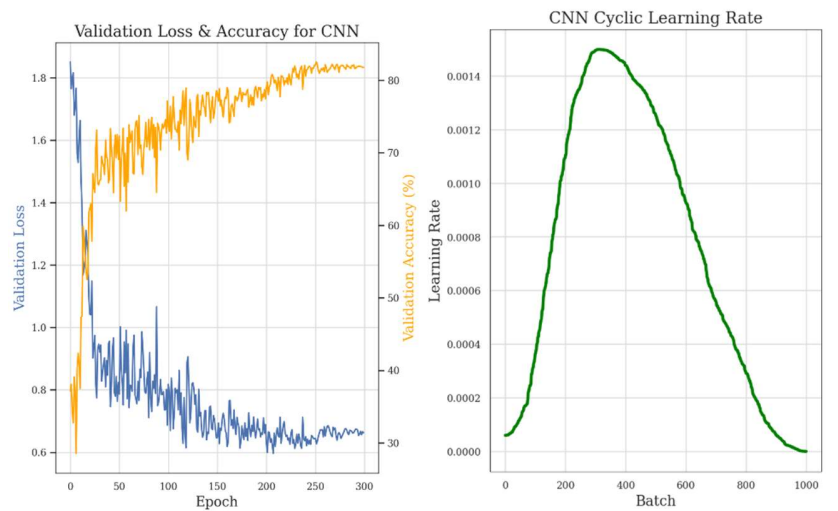 Validation Loss & Accuracy for CNN
1.8
1.6
1.4
1.2
1.0
0.8
0.6
Validation Loss
80
70
60
50
40
30
Validation Accuracy (%)
0 50 100 150 200 250 300
Epoch
CNN Cyclic Learning Rate
0.0014
0.0012
0.0010
0.0008
0.0006
0.0004
0.0002
0.0000
Learning Rate
0 200 400 600 800 1000
Batch